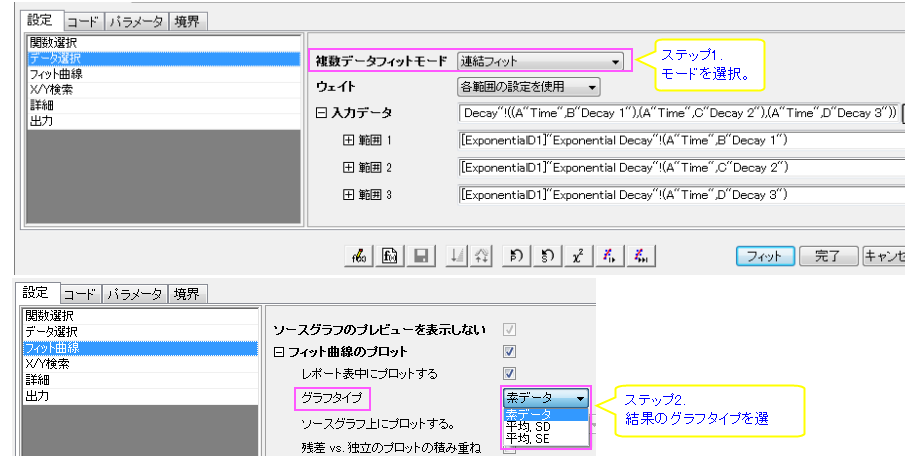 設定 コード パラメータ 境界
関数選択
データ選択
フィット曲線
X/Y検索
詳細
出力
複数データフィットモード 連結フィット
ウェイト 各範囲の設定を使用
入力データ Decay"!((A"Time",B"Decay 1"),(A"Time",C"Decay 2"),(A"Time",D"Decay 3"))
範囲 1 [ExponentialD1]"Exponential Decay"!(A"Time",B"Decay 1")
範囲 2 [ExponentialD1]"Exponential Decay"!(A"Time",C"Decay 2")
範囲 3 [ExponentialD1]"Exponential Decay"!(A"Time",D"Decay 3")
ステップ1.
モードを選択。
フィット 完了 キャンセ
設定 コード パラメータ 境界
関数選択
データ選択
フィット曲線
X/Y検索
詳細
出力
ソースグラフのプレビューを表示しない
フィット曲線のプロット
レポート表中にプロットする
グラフタイプ 素データ
素データ
平均, SD
平均, SE
ソースグラフ上にプロットする。
残差 vs. 独立のプロットの積み重ね
ステップ2.
結果のグラフタイプを選